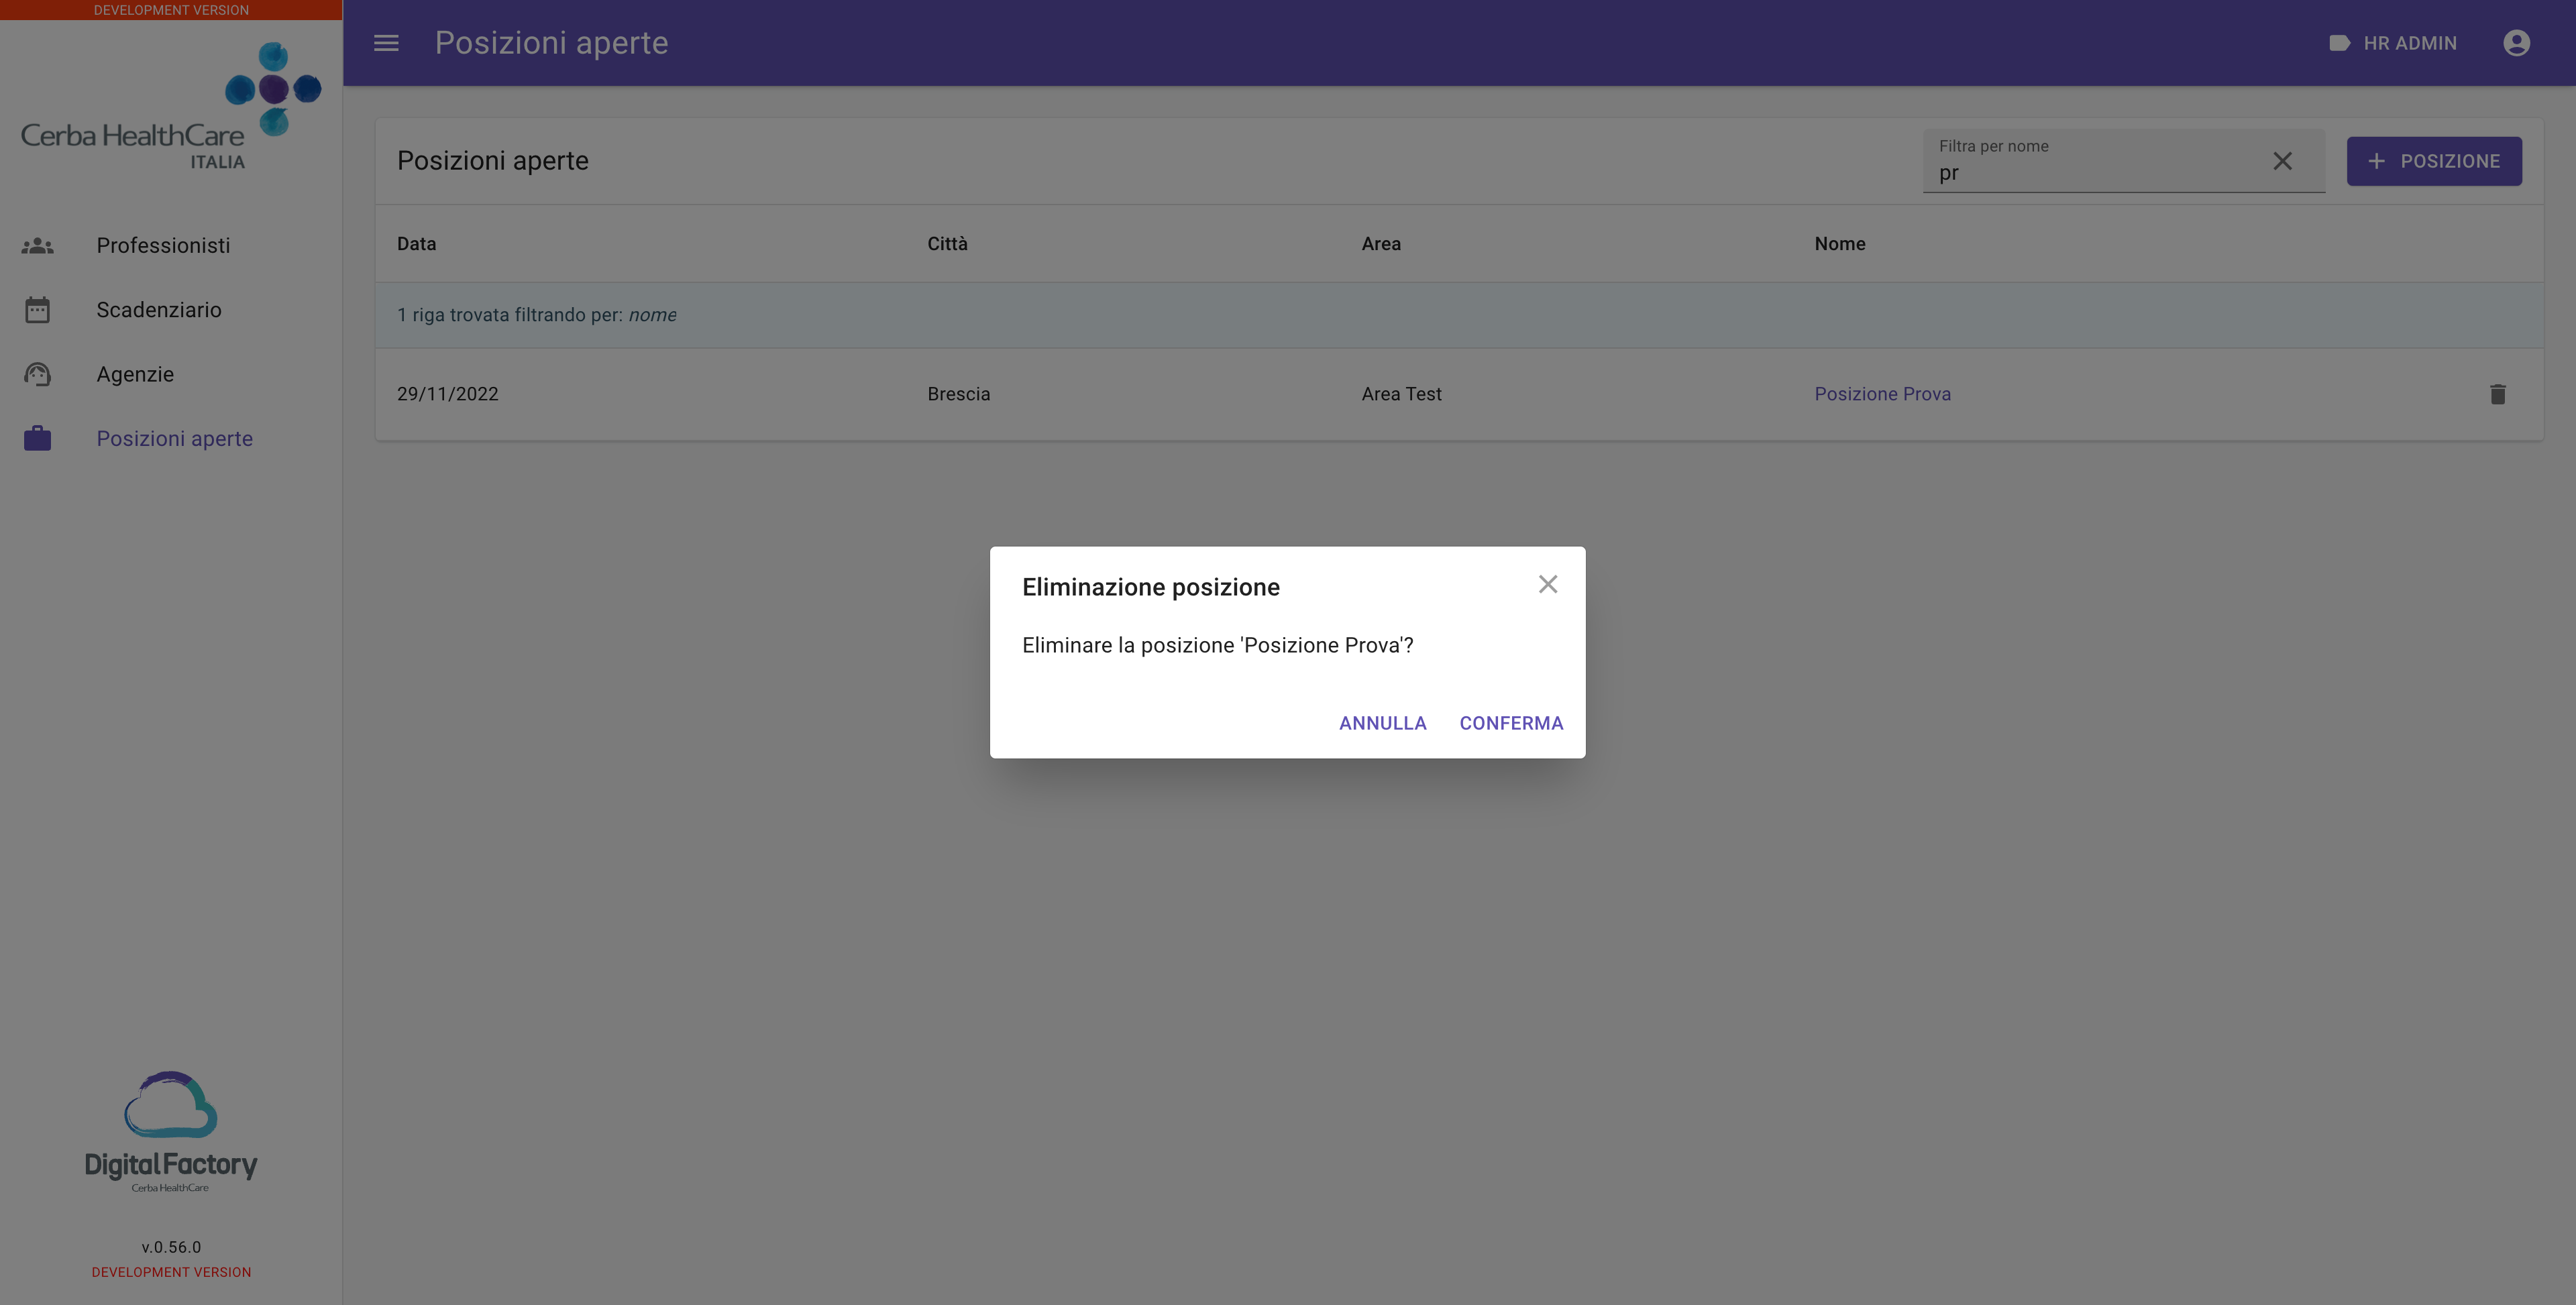 DEVELOPMENT VERSION
Cerba HealthCare
ITALIA
Professionisti
Scadenziario
Agenzie
Posizioni aperte
DigitalFactory
Cerba HealthCare
v.0.56.0
DEVELOPMENT VERSION
Posizioni aperte
HR ADMIN
Posizioni aperte
Filtra per nome
pr
POSIZIONE
Data Città Area Nome
1 riga trovata filtrando per: nome
29/11/2022 Brescia Area Test Posizione Prova
Eliminazione posizione
Eliminare la posizione 'Posizione Prova'?
ANNULLA CONFERMA